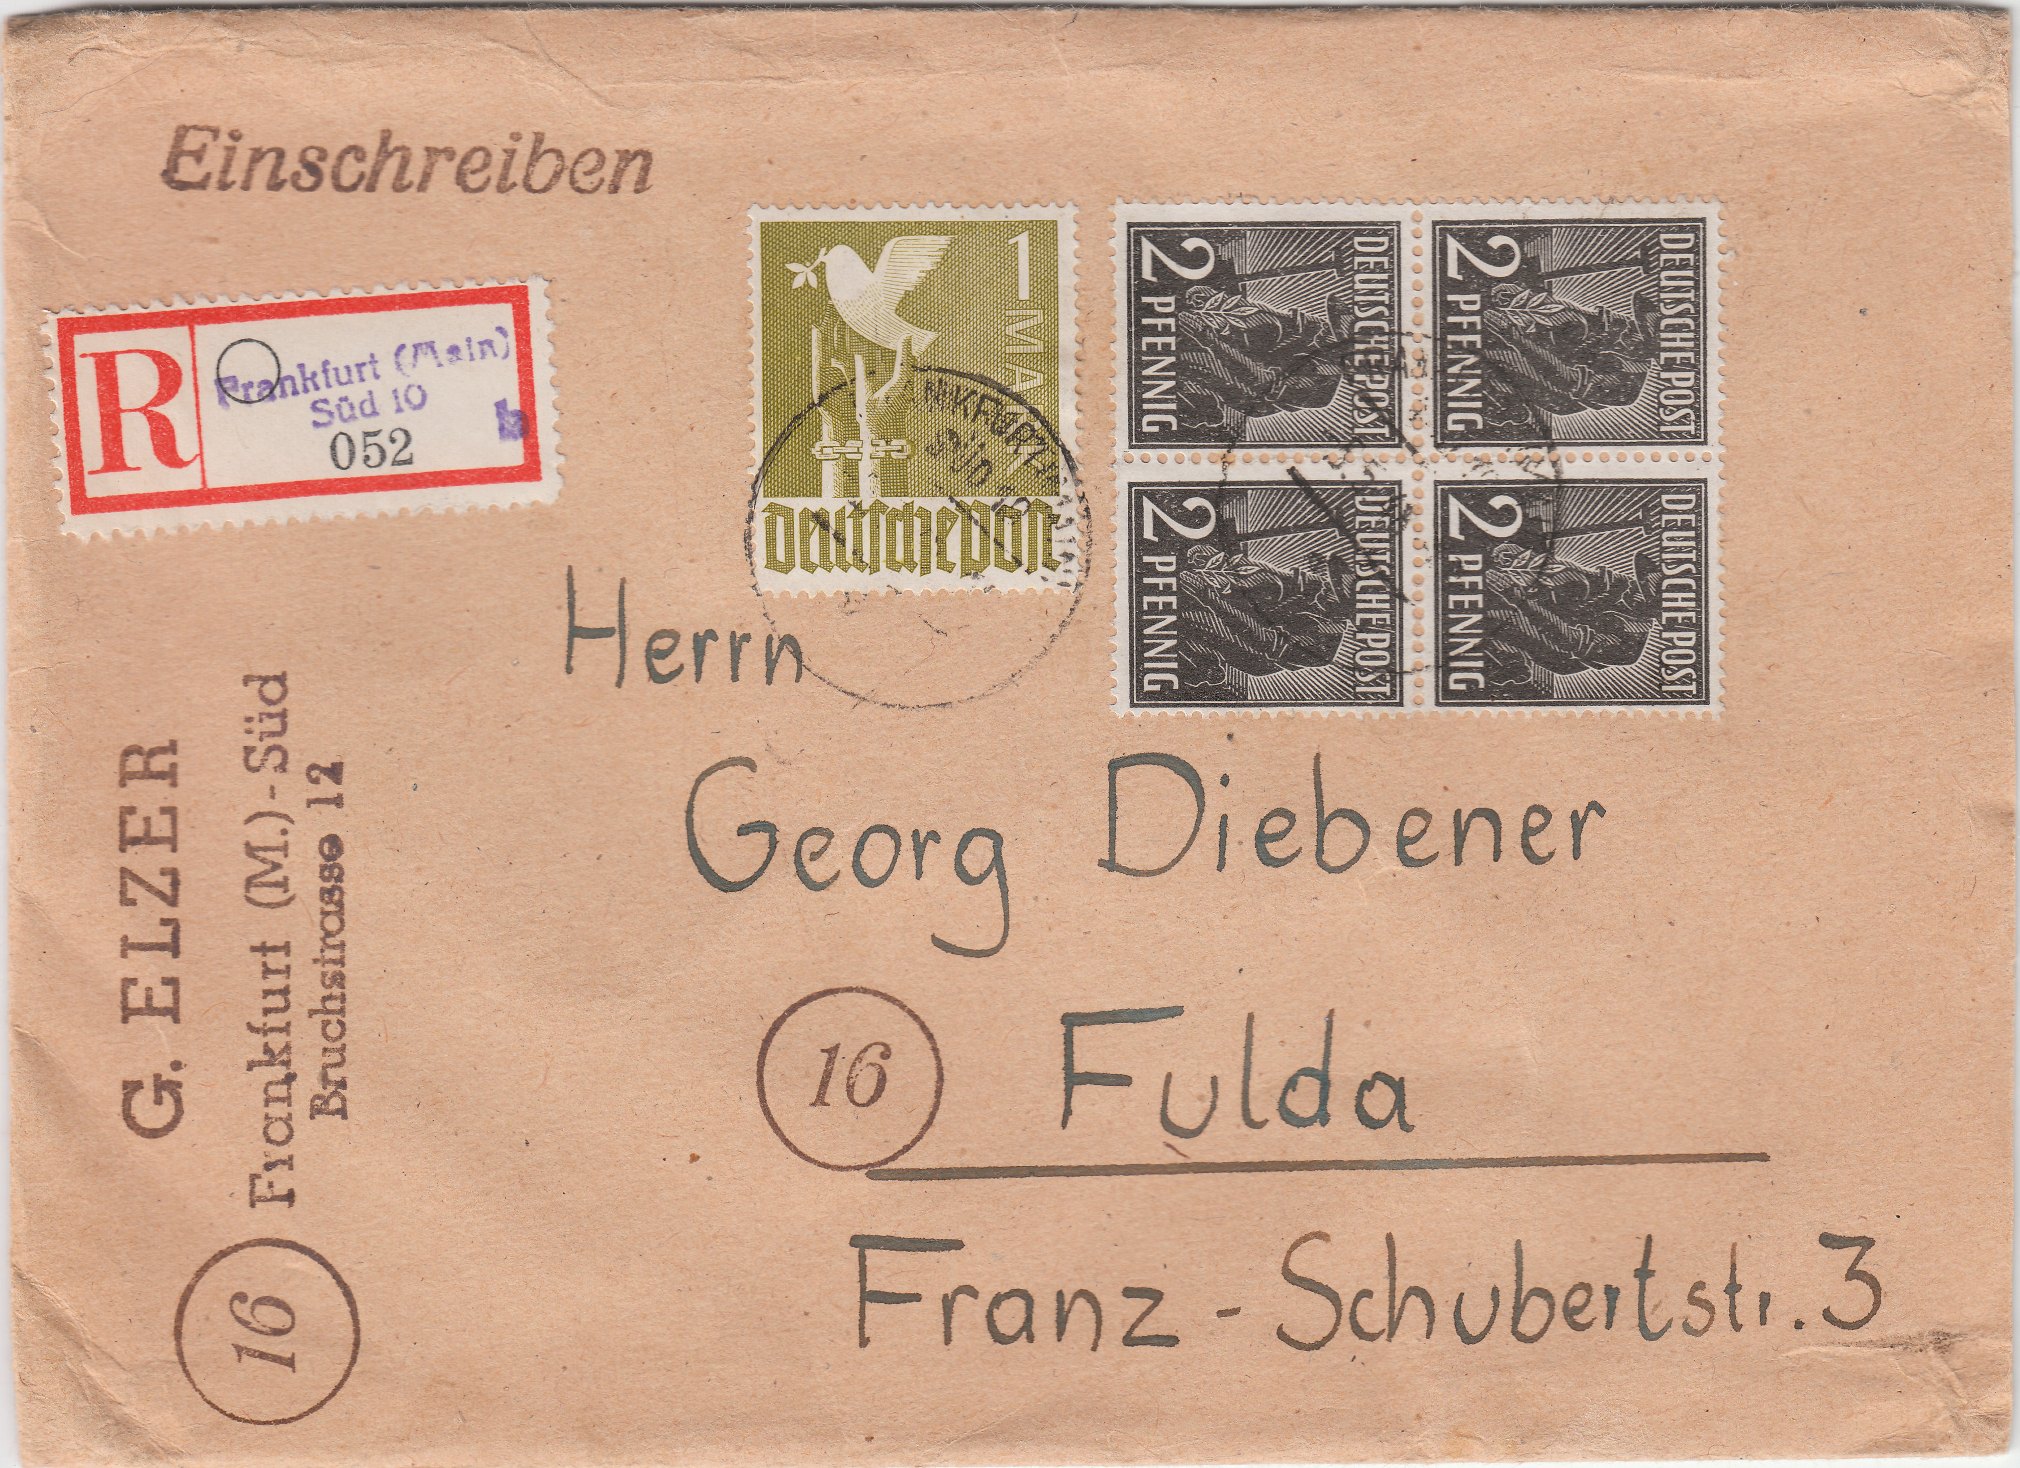 Einschreiben
R
Frankfurt (Main)
Süd 10
b
052
1 MA
deutsche post
2 PFENNIG
DEUTSCHE POST
2 PFENNIG
DEUTSCHE POST
2 PFENNIG
DEUTSCHE POST
2 PFENNIG
DEUTSCHE POST
Herrn
Georg Diebener
16 Fulda
Franz-Schubertstr. 3
G. ELZER
16 Frankfurt (M.)-Süd
Bruchstrasse 12